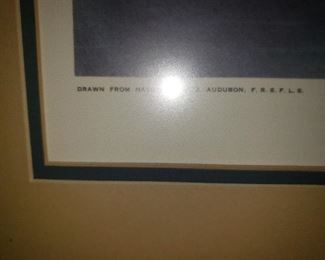 DRAWN FROM J. AUDUBON, F. R. S. F. L. S.